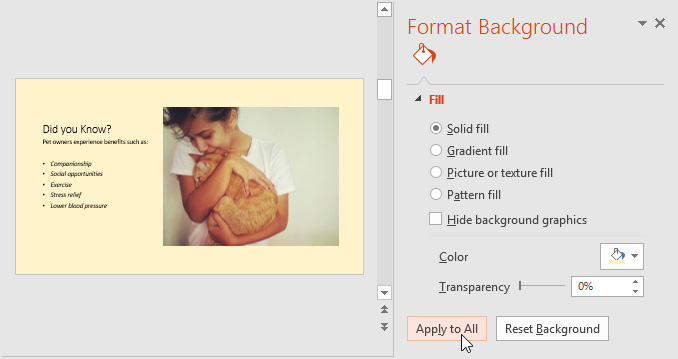 Did you Know?
Pet owners experience benefits such as:
• Companionship
• Social opportunities
• Exercise
• Stress relief
• Lower blood pressure
Format Background
Fill
Solid fill
Gradient fill
Picture or texture fill
Pattern fill
Hide background graphics
Color
Transparency 0%
Apply to All Reset Background